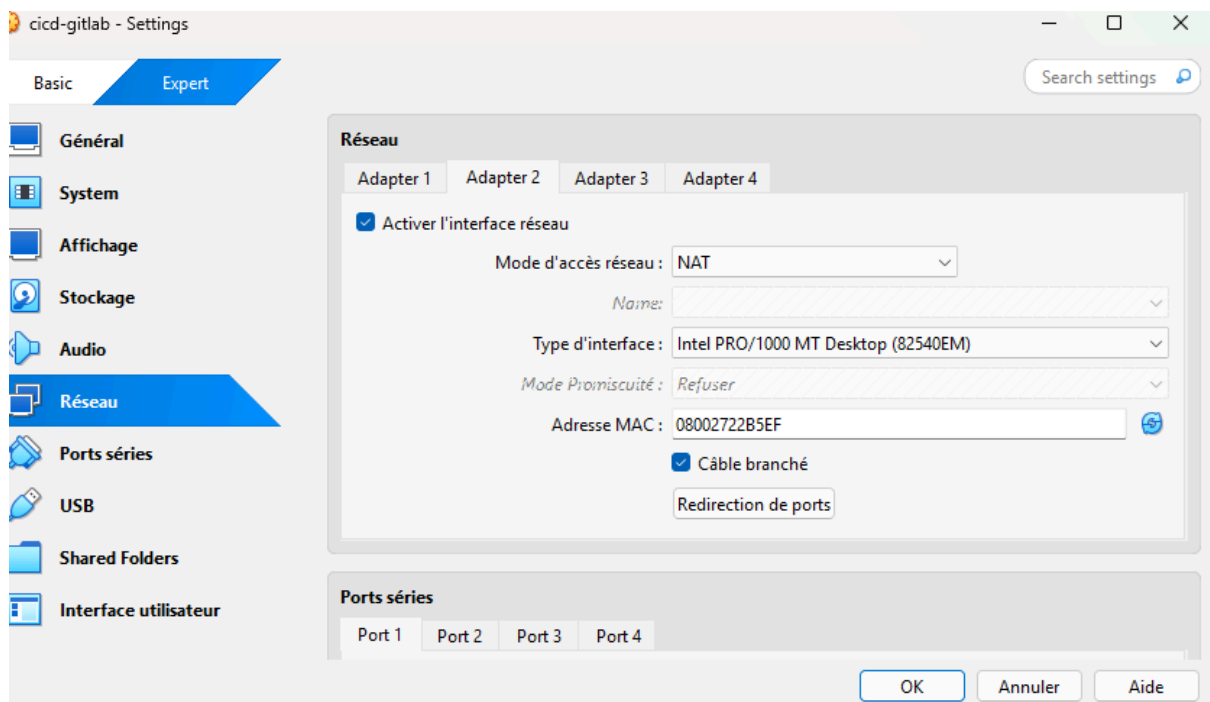 cicd-gitlab - Settings
Basic
Expert
Search settings
Général
System
Affichage
Stockage
Audio
Réseau
Ports séries
USB
Shared Folders
Interface utilisateur
Réseau
Adapter 1 Adapter 2 Adapter 3 Adapter 4
Activer l'interface réseau
Mode d'accès réseau : NAT
Name:
Type d'interface : Intel PRO/1000 MT Desktop (82540EM)
Mode Promiscuité : Refuser
Adresse MAC : 08002722B5EF
Câble branché
Redirection de ports
Ports séries
Port 1 Port 2 Port 3 Port 4
OK Annuler Aide